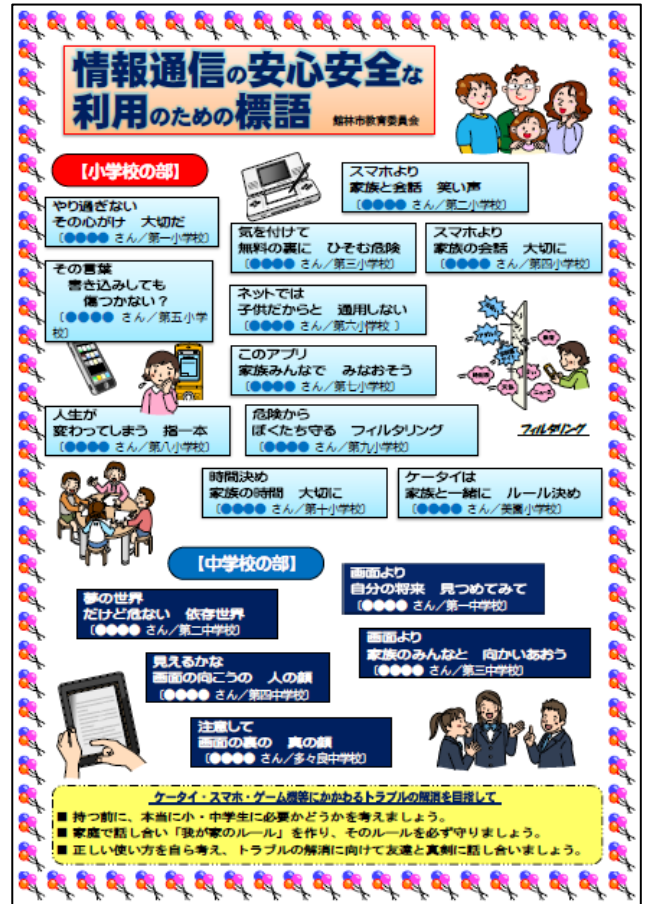 情報通信の安心安全な
利用のための標語 館林市教育委員会
【小学校の部】
スマホより
家族と会話 笑い声
〔●●●● さん／第二小学校〕
やり過ぎない
その心がけ 大切だ
〔●●●● さん／第一小学校〕
気を付けて
無料の裏に ひそむ危険
〔●●●● さん／第三小学校〕
スマホより
家族の会話 大切に
〔●●●● さん／第四小学校〕
その言葉
書き込みしても
傷つかない？
〔●●●● さん／第五小学
校〕
ネットでは
子供だからと 通用しない
〔●●●● さん／第六小学校 〕
このアプリ
家族みんなで みなおそう
〔●●●● さん／第七小学校〕
人生が
変わってしまう 指一本
〔●●●● さん／第八小学校〕
危険から
ぼくたち守る フィルタリング
〔●●●● さん／第九小学校〕
フィルタリング
時間決め
家族の時間 大切に
〔●●●● さん／第十小学校〕
ケータイは
家族と一緒に ルール決め
〔●●●● さん／美園小学校〕
【中学校の部】
画面より
自分の将来 見つめてみて
〔●●●● さん／第一中学校〕
夢の世界
だけど危ない 依存世界
〔●●●● さん／第二中学校〕
画面より
家族のみんなと 向かいあおう
〔●●●● さん／第三中学校〕
見えるかな
画面の向こうの 人の顔
〔●●●● さん／第四中学校〕
注意して
画面の裏の 真の顔
〔●●●● さん／多々良中学校〕
ケータイ・スマホ・ゲーム機等にかかわるトラブルの解消を目指して
■ 持つ前に、本当に小・中学生に必要かどうかを考えましょう。
■ 家庭で話し合い「我が家のルール」を作り、そのルールを必ず守りましょう。
■ 正しい使い方を自ら考え、トラブルの解消に向けて友達と真剣に話し合いましょう。